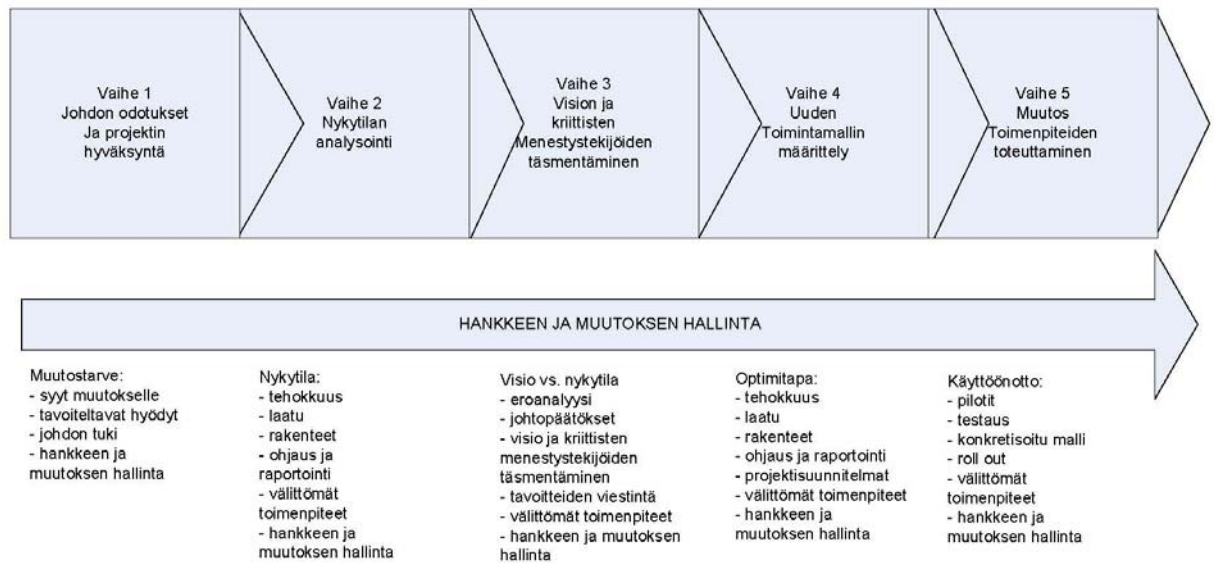 Vaihe 1
Johdon odotukset
Ja projektin
hyväksyntä
Vaihe 2
Nykytilan
analysointi
Vaihe 3
Vision ja
kriittisten
Menestystekijöiden
täsmentäminen
Vaihe 4
Uuden
Toimintamallin
määrittely
Vaihe 5
Muutos
Toimenpiteiden
toteuttaminen
HANKKEEN JA MUUTOKSEN HALLINTA
Muutostarve:
- syyt muutokselle
- tavoiteltavat hyödyt
- johdon tuki
- hankkeen ja
muutoksen hallinta
Nykytila:
- tehokkuus
- laatu
- rakenteet
- ohjaus ja
raportointi
- välittömät
toimenpiteet
- hankkeen ja
muutoksen hallinta
Visio vs. nykytila
- eroanalyysi
- johtopäätökset
- visio ja kriittisten
menestystekijöiden
täsmentäminen
- tavoitteiden viestintä
- välittömät toimenpiteet
- hankkeen ja muutoksen
hallinta
Optimitapa:
- tehokkuus
- laatu
- rakenteet
- ohjaus ja raportointi
- projektisuunnitelmat
- välittömät toimenpiteet
- hankkeen ja
muutoksen hallinta
Käyttöönotto:
- pilotit
- testaus
- konkretisoitu malli
- roll out
- välittömät
toimenpiteet
- hankkeen ja
muutoksen hallinta